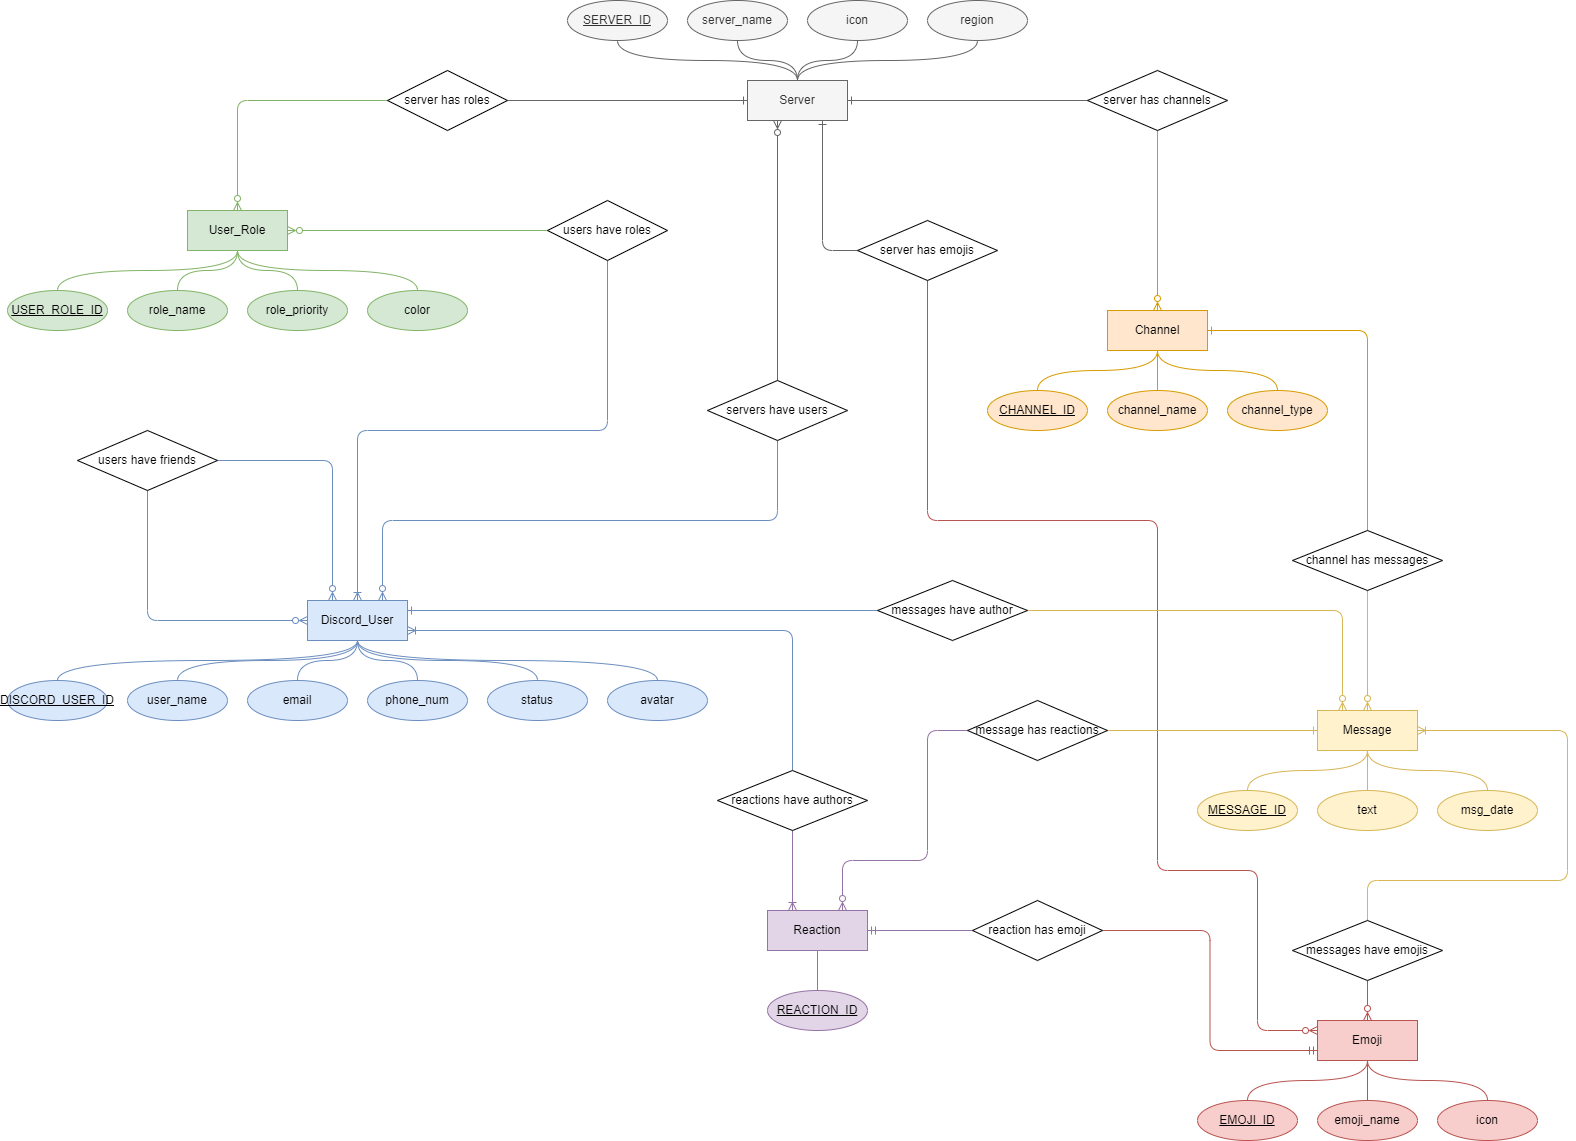 SERVER_ID
server_name
icon
region
server has roles
Server
server has channels
User_Role
users have roles
server has emojis
USER_ROLE_ID
role_name
role_priority
color
Channel
CHANNEL_ID
channel_name
channel_type
servers have users
users have friends
channel has messages
messages have author
Discord_User
DISCORD_USER_ID
user_name
email
phone_num
status
avatar
message has reactions
Message
reactions have authors
MESSAGE_ID
text
msg_date
Reaction
reaction has emoji
messages have emojis
REACTION_ID
Emoji
EMOJI_ID
emoji_name
icon